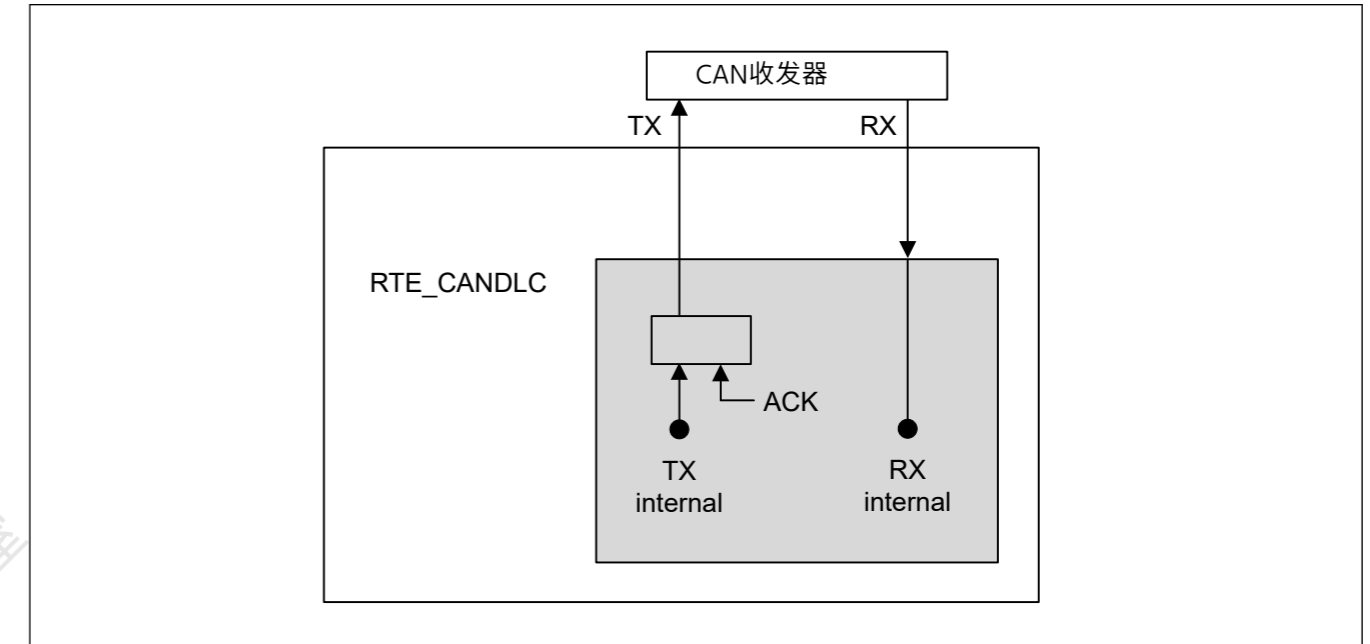 CAN收发器
TX
RX
RTE_CANDLC
ACK
TX
internal
RX
internal